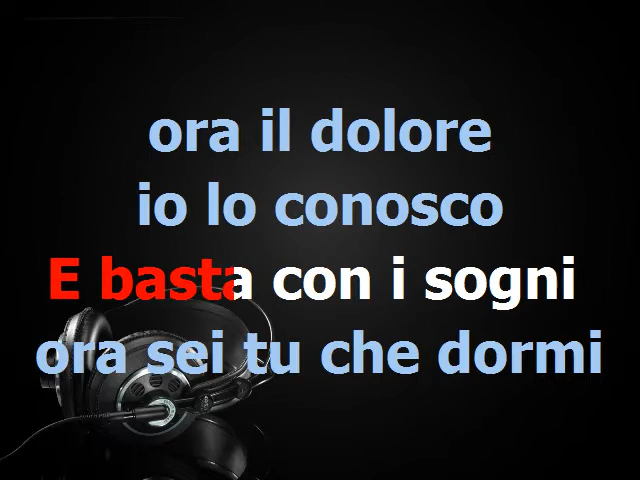 ora il dolore
io lo conosco
E basta con i sogni
ora sei tu che dormi